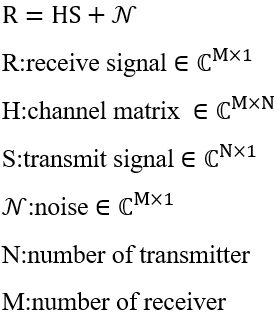 R = HS + 𝒩
R:receive signal ∈ ℂ^{M×1}
H:channel matrix ∈ ℂ^{M×N}
S:transmit signal ∈ ℂ^{N×1}
𝒩:noise ∈ ℂ^{M×1}
N:number of transmitter
M:number of receiver